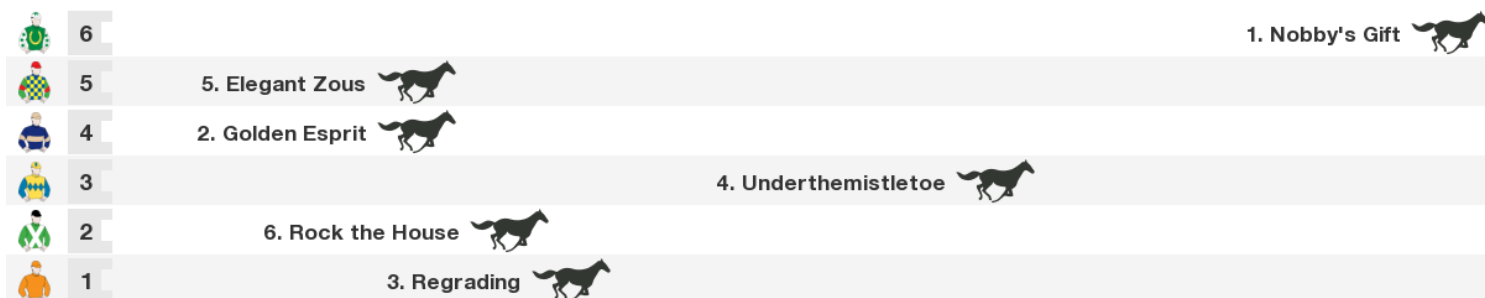 6 1. Nobby's Gift
5 5. Elegant Zous
4 2. Golden Esprit
3 4. Underthemistletoe
2 6. Rock the House
1 3. Regrading